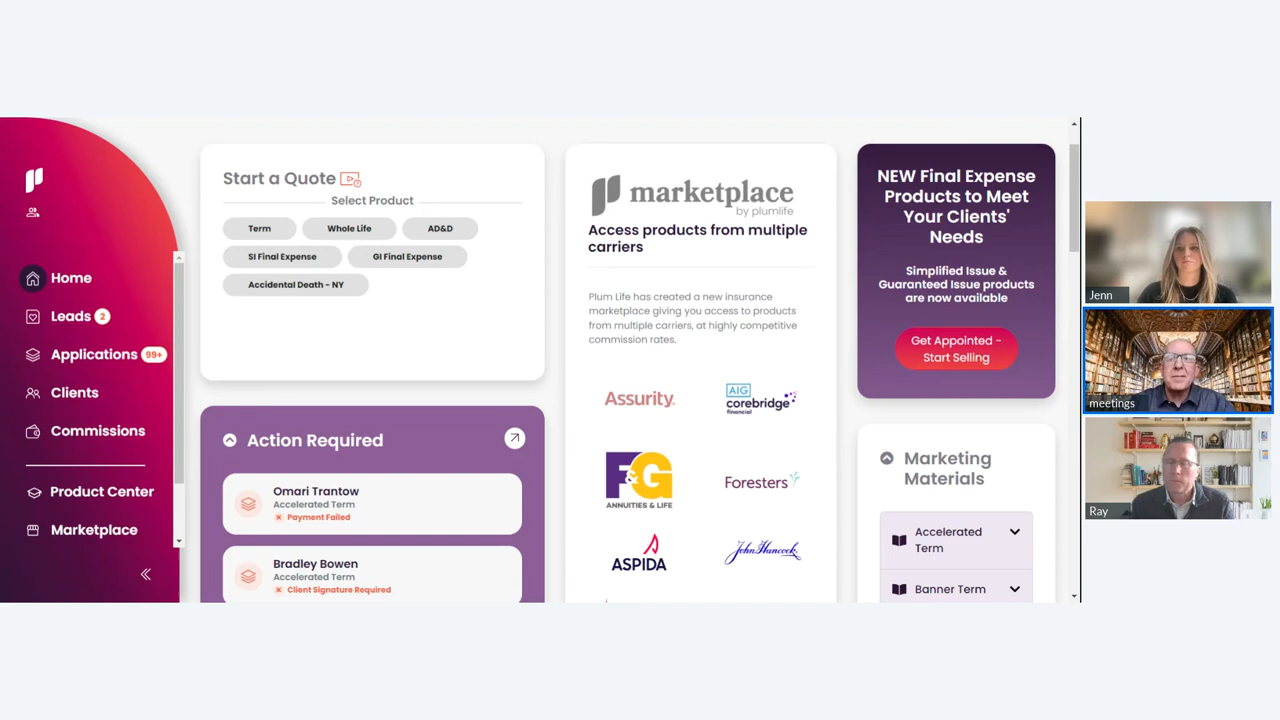 Home
Leads 2
Applications 99+
Clients
Commissions
Product Center
Marketplace
Start a Quote
Select Product
Term
Whole Life
AD&D
SI Final Expense
GI Final Expense
Accidental Death - NY
Action Required
Omari Trantow
Accelerated Term
Payment Failed
Bradley Bowen
Accelerated Term
Client Signature Required
marketplace
by plumlife
Access products from multiple
carriers
Plum Life has created a new insurance
marketplace giving you access to products
from multiple carriers, at highly competitive
commission rates.
Assurity
AIG
corebridge
financial
F&G
ANNUITIES & LIFE
Foresters
ASPIDA
John Hancock
NEW Final Expense
Products to Meet
Your Clients'
Needs
Simplified Issue &
Guaranteed Issue products
are now available
Get Appointed -
Start Selling
Marketing
Materials
Accelerated
Term
Banner Term
Jenn
meetings
Ray